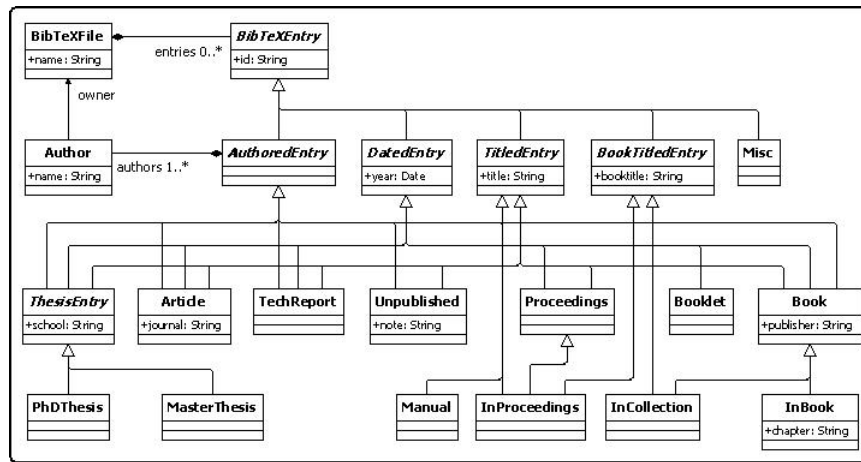 BibTeXFile
+name: String
entries 0..*
BibTeXEntry
+id: String
owner
Author
+name: String
authors 1..*
AuthoredEntry
DatedEntry
+year: Date
TitledEntry
+title: String
BookTitledEntry
+booktitle: String
Misc
ThesisEntry
+school: String
Article
+journal: String
TechReport
Unpublished
+note: String
Proceedings
Booklet
Book
+publisher: String
PhDThesis
MasterThesis
Manual
InProceedings
InCollection
InBook
+chapter: String